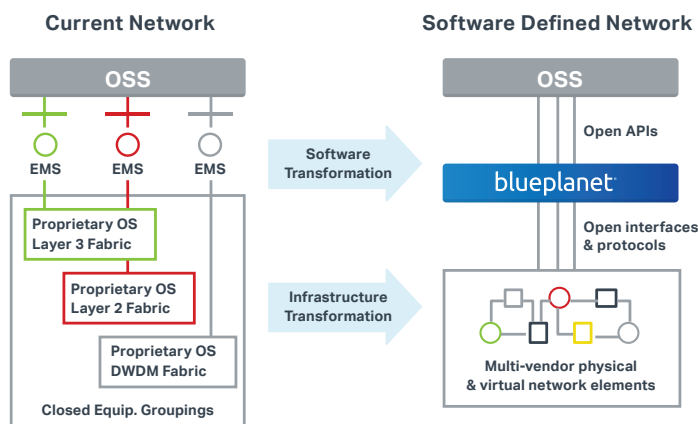 Current Network
Software Defined Network
OSS
OSS
EMS
EMS
EMS
Software
Transformation
Open APIs
blueplanet
Proprietary OS
Layer 3 Fabric
Open interfaces
& protocols
Proprietary OS
Layer 2 Fabric
Infrastructure
Transformation
Proprietary OS
DWDM Fabric
Multi-vendor physical
& virtual network elements
Closed Equip. Groupings